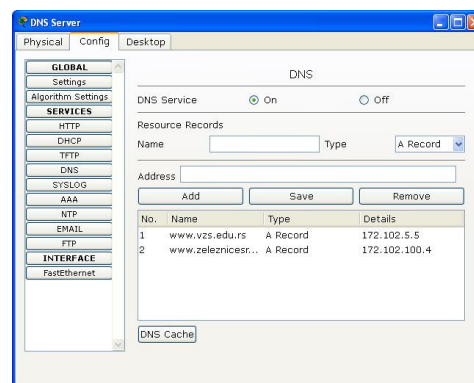 DNS Server
Physical Config Desktop
GLOBAL
Settings
Algorithm Settings
SERVICES
HTTP
DHCP
TFTP
DNS
SYSLOG
AAA
NTP
EMAIL
FTP
INTERFACE
FastEthernet
DNS
DNS Service On Off
Resource Records
Name Type A Record
Address
Add Save Remove
No. Name Type Details
1 www.vzs.edu.rs A Record 172.102.5.5
2 www.zeleznicesr... A Record 172.102.100.4
DNS Cache